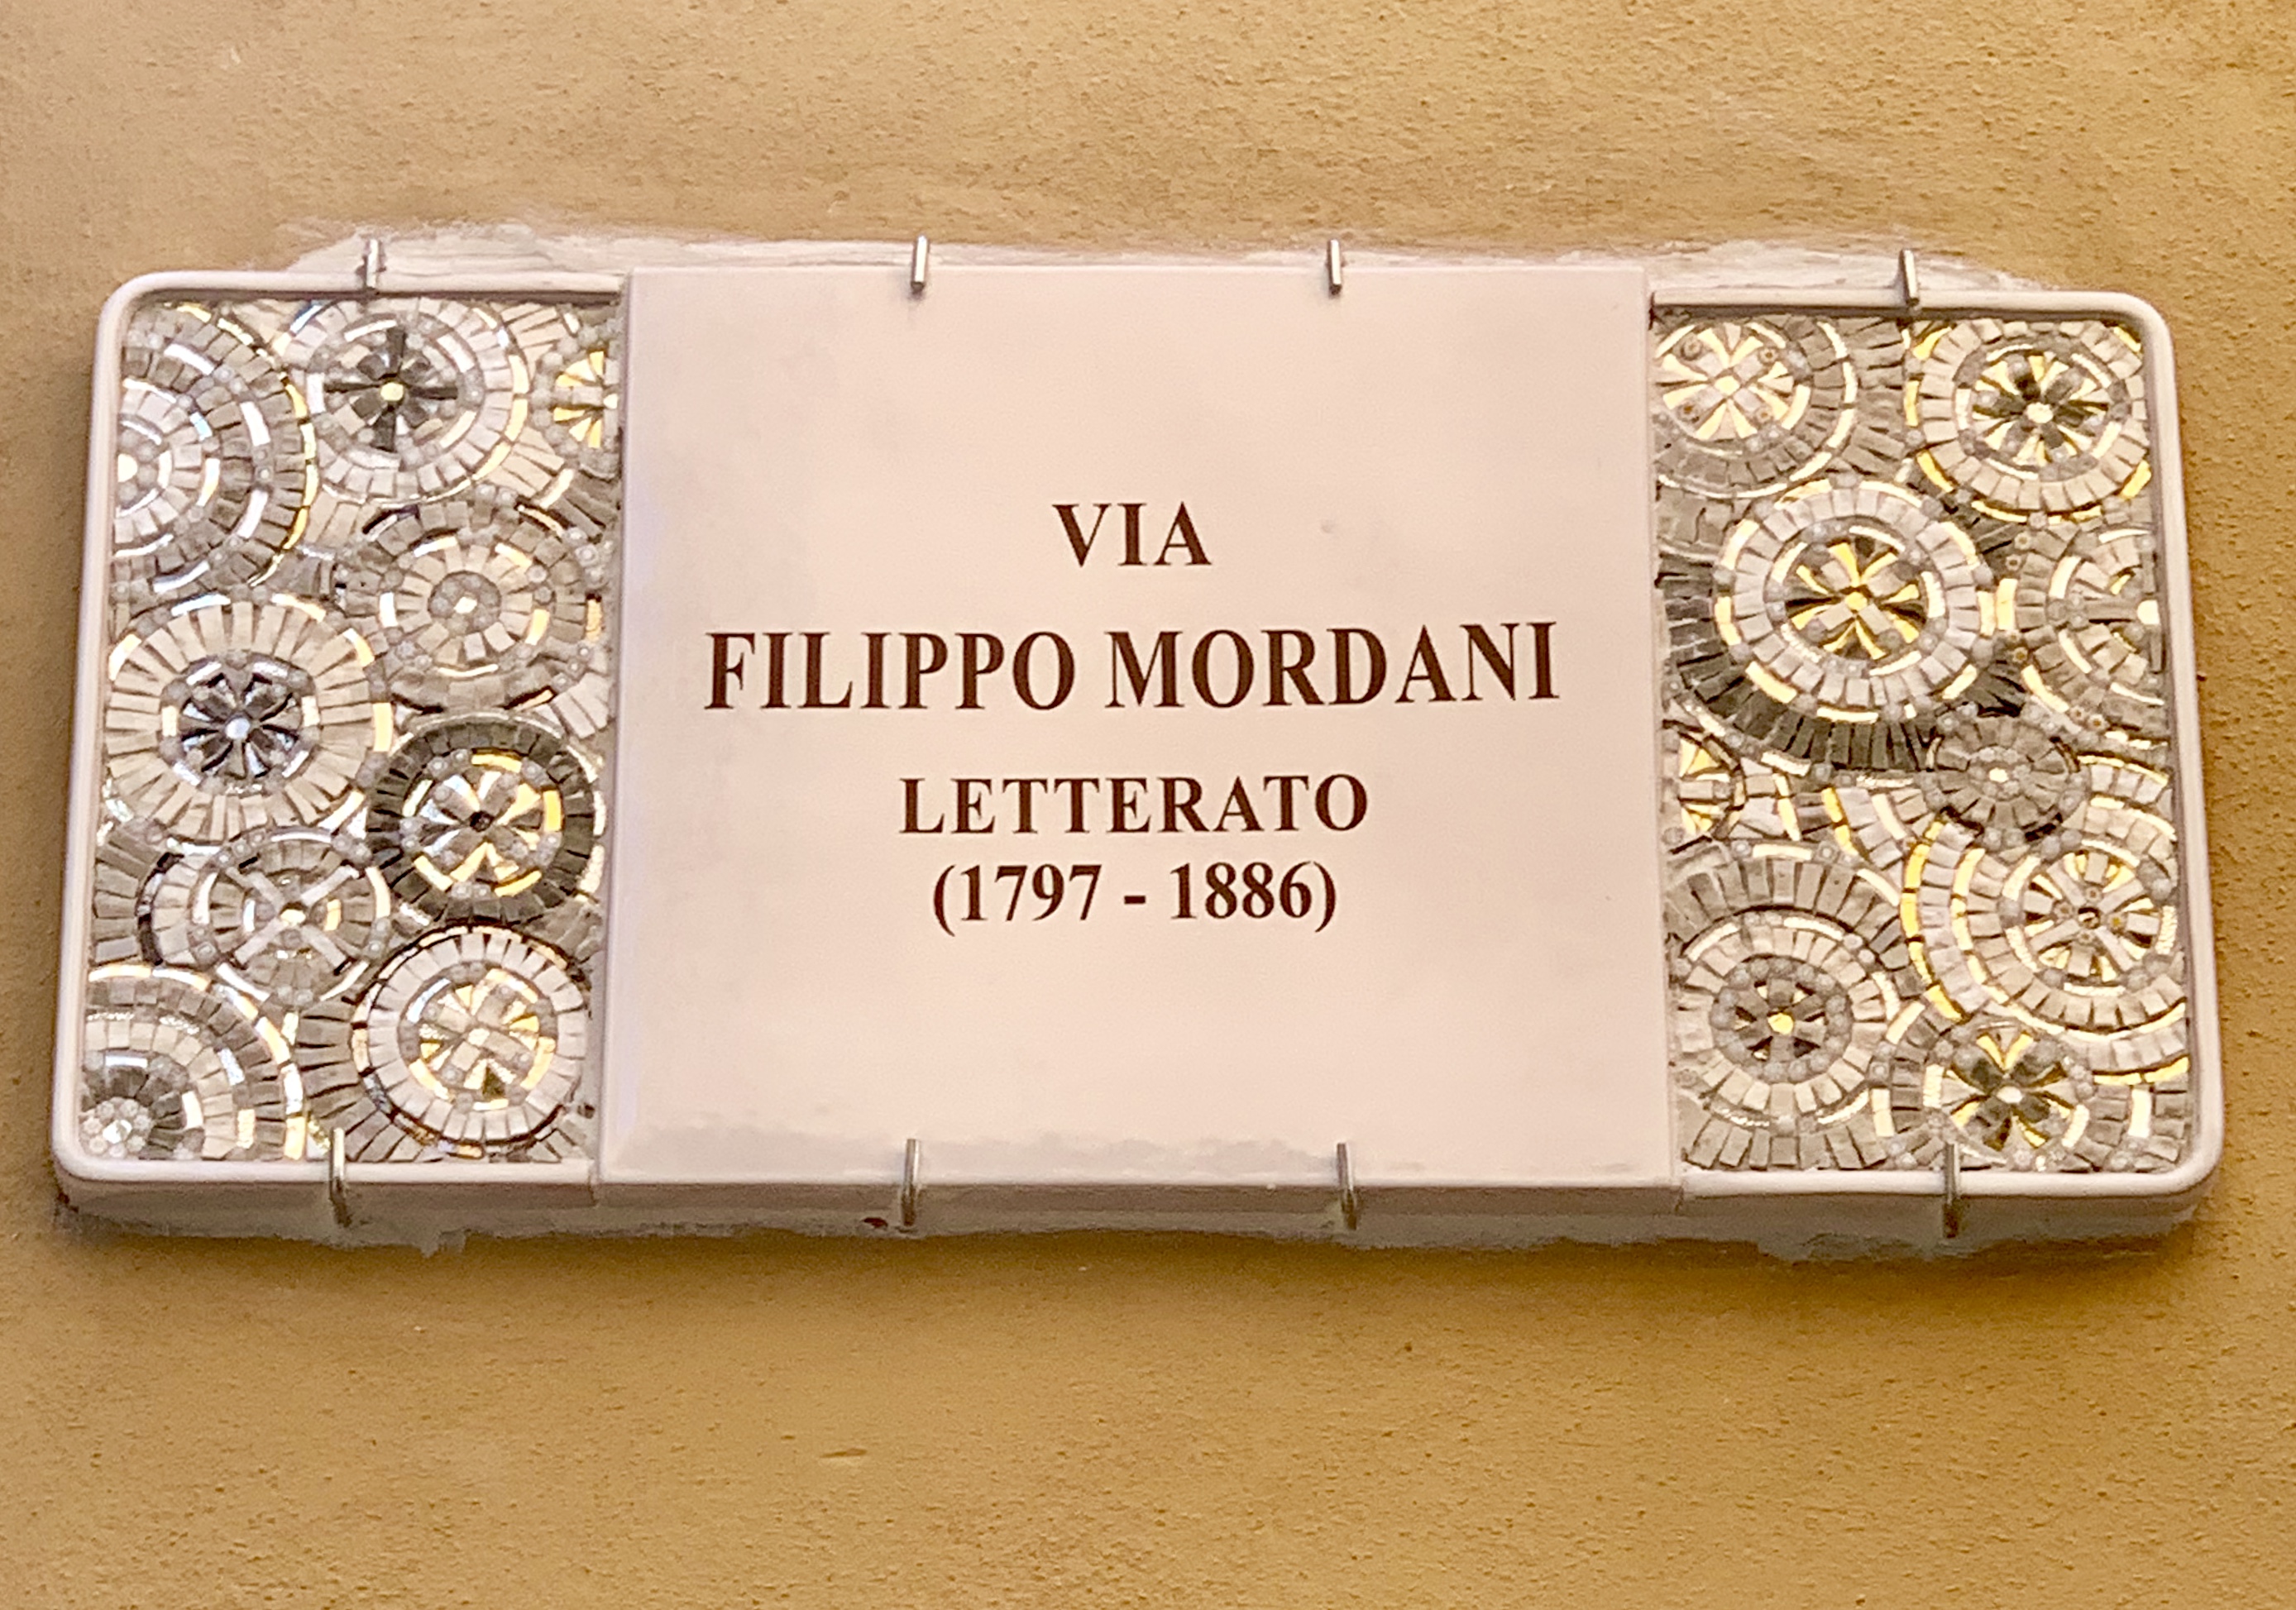 VIA
FILIPPO MORDANI
LETTERATO
(1797 - 1886)